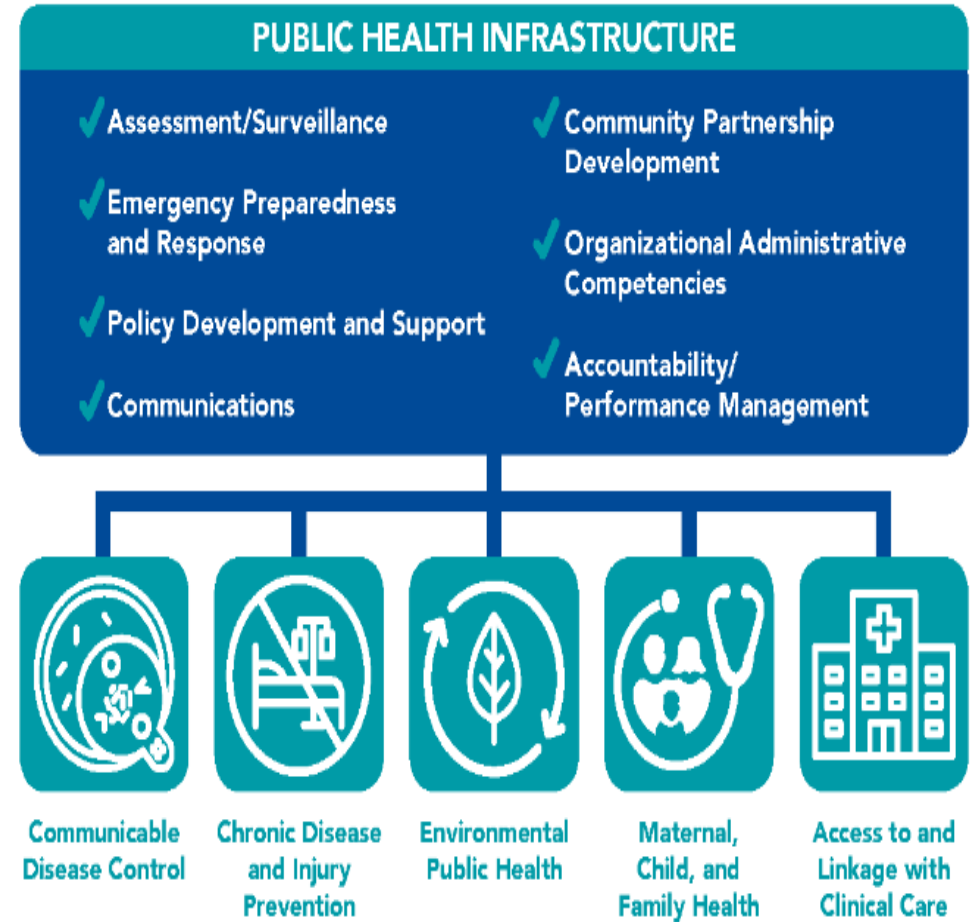 PUBLIC HEALTH INFRASTRUCTURE
Assessment/Surveillance
Emergency Preparedness
and Response
Policy Development and Support
Communications
Community Partnership
Development
Organizational Administrative
Competencies
Accountability/
Performance Management
Communicable
Disease Control
Chronic Disease
and Injury
Prevention
Environmental
Public Health
Maternal,
Child, and
Family Health
Access to and
Linkage with
Clinical Care